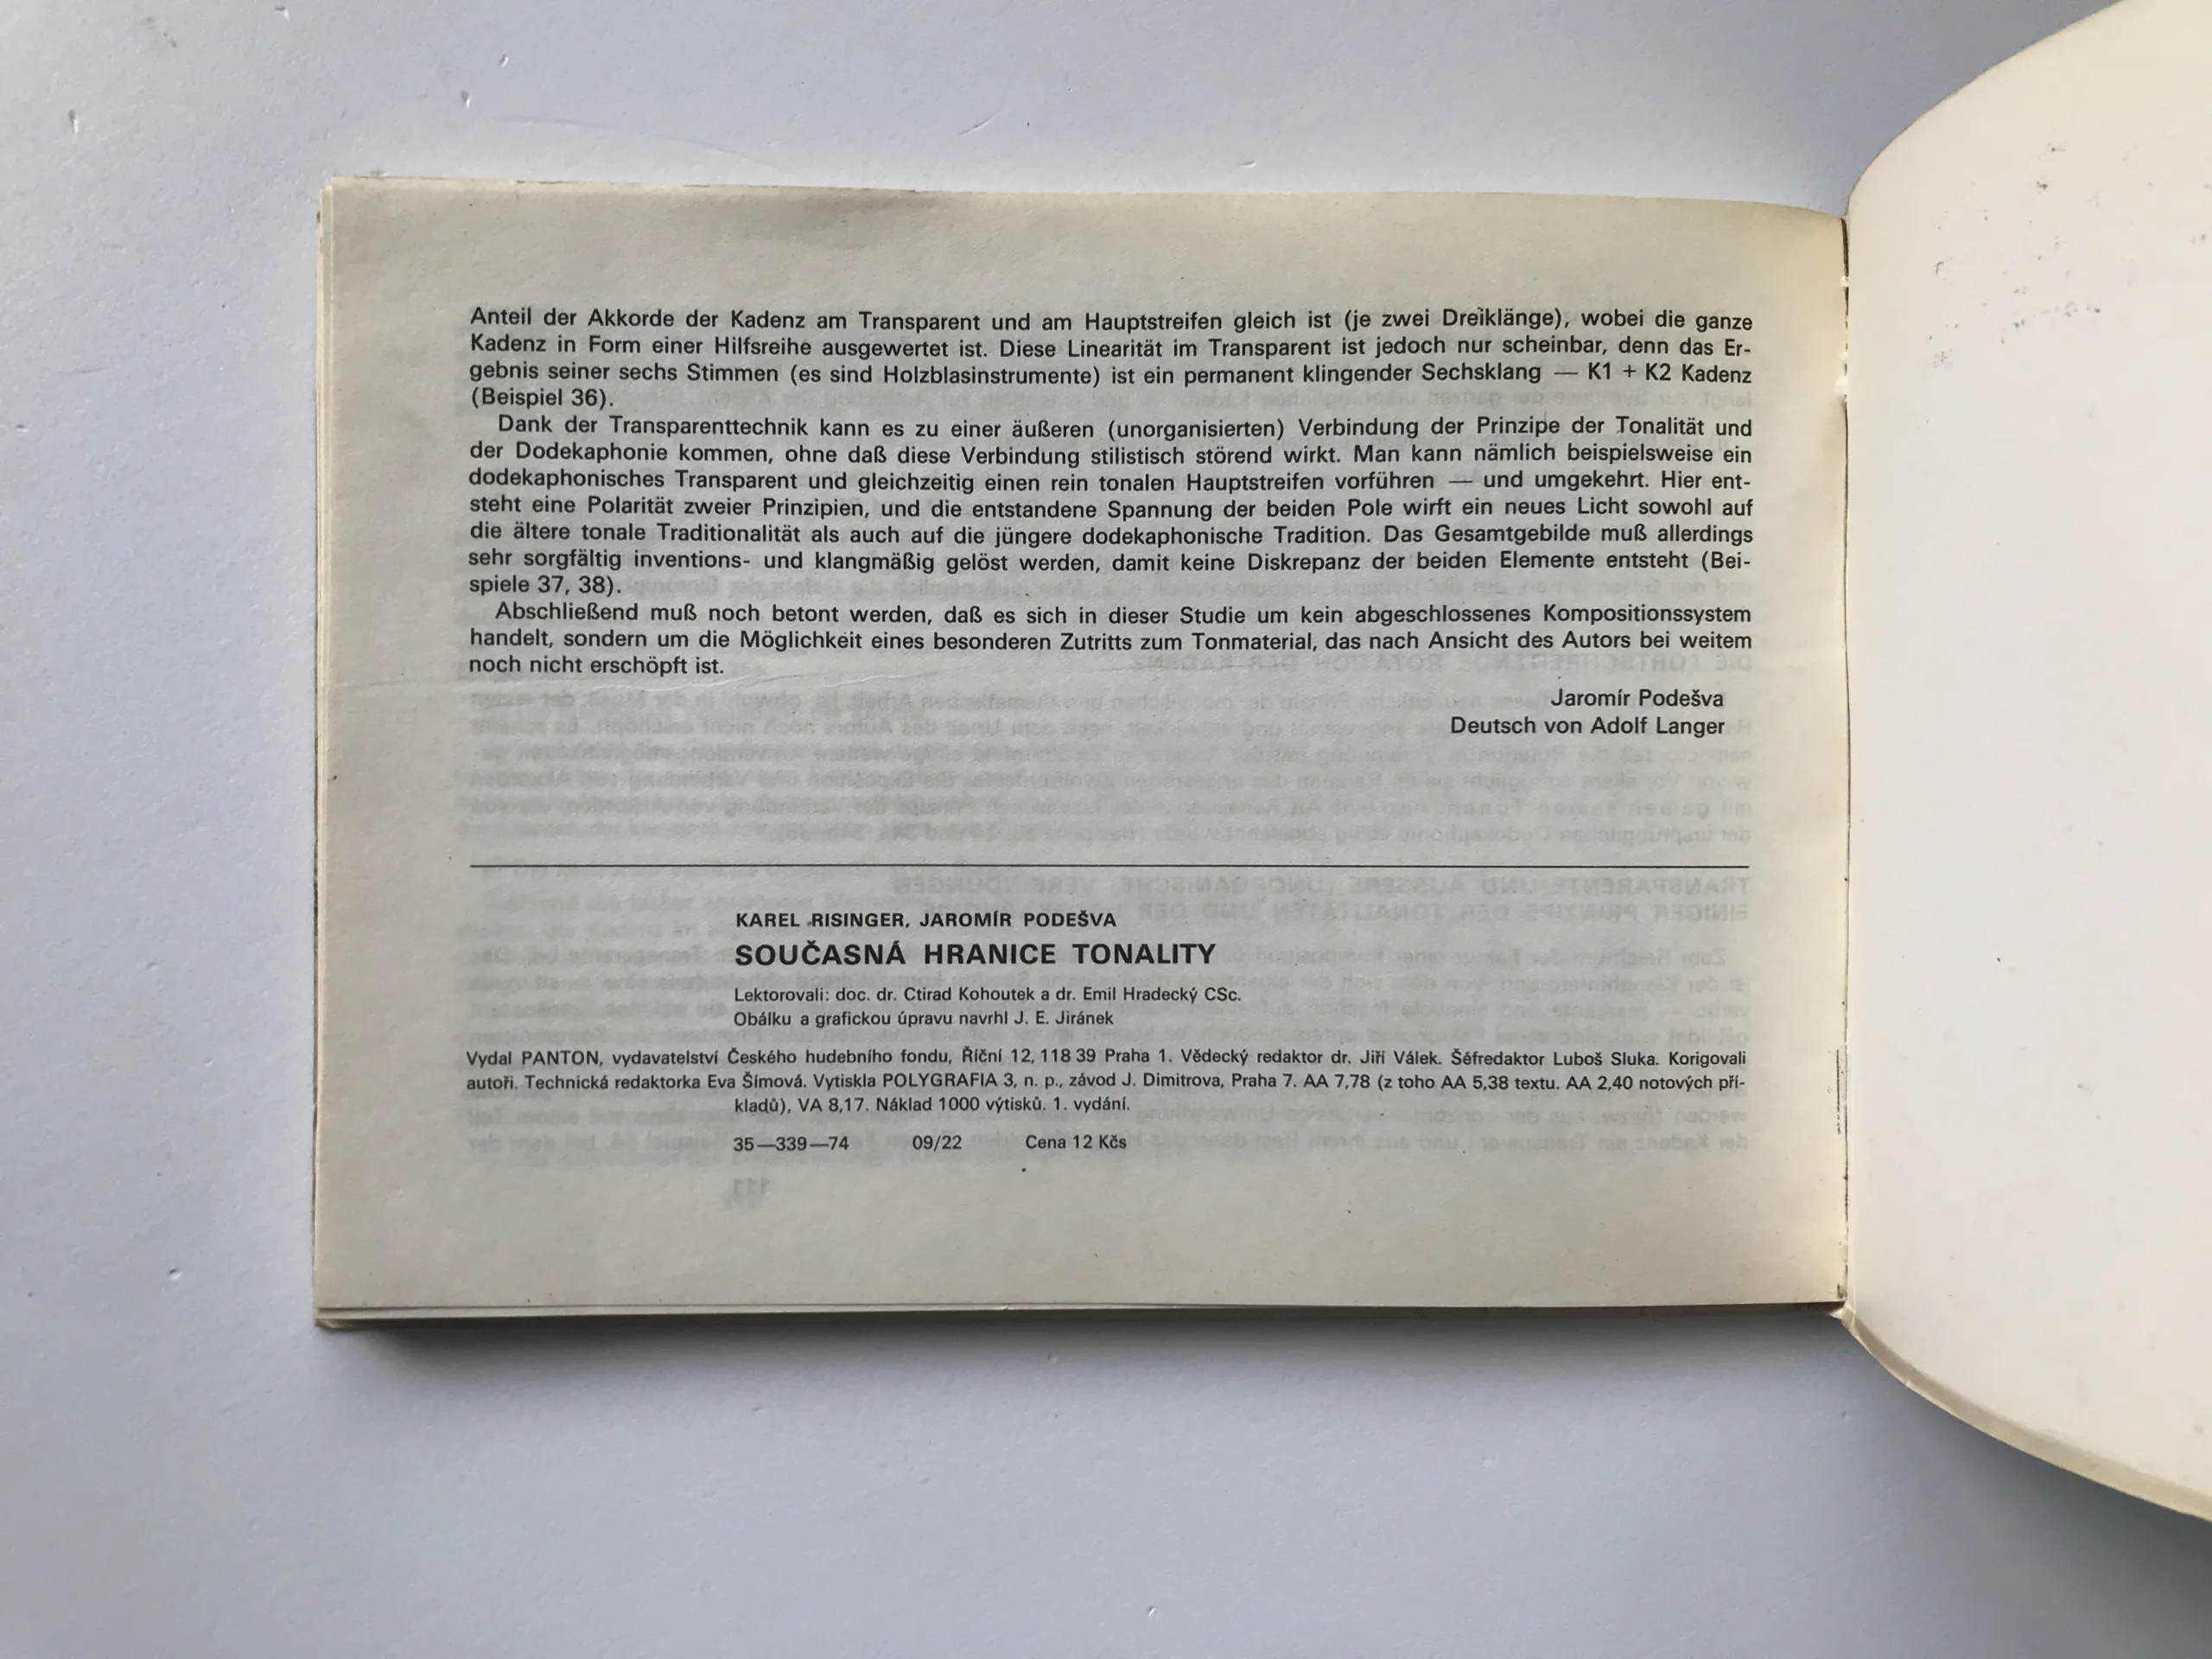 Anteil der Akkorde der Kadenz am Transparent und am Hauptstreifen gleich ist (je zwei Dreiklänge), wobei die ganze
Kadenz in Form einer Hilfsreihe ausgewertet ist. Diese Linearität im Transparent ist jedoch nur scheinbar, denn das Er-
gebnis seiner sechs Stimmen (es sind Holzblasinstrumente) ist ein permanent klingender Sechsklang — K1 + K2 Kadenz
(Beispiel 36).
Dank der Transparenttechnik kann es zu einer äußeren (unorganisierten) Verbindung der Prinzipe der Tonalität und
der Dodekaphonie kommen, ohne daß diese Verbindung stilistisch störend wirkt. Man kann nämlich beispielsweise ein
dodekaphonisches Transparent und gleichzeitig einen rein tonalen Hauptstreifen vorführen — und umgekehrt. Hier ent-
steht eine Polarität zweier Prinzipien, und die entstandene Spannung der beiden Pole wirft ein neues Licht sowohl auf
die ältere tonale Traditionalität als auch auf die jüngere dodekaphonische Tradition. Das Gesamtgebilde muß allerdings
sehr sorgfältig inventions- und klangmäßig gelöst werden, damit keine Diskrepanz der beiden Elemente entsteht (Bei-
spiele 37, 38).
Abschließend muß noch betont werden, daß es sich in dieser Studie um kein abgeschlossenes Kompositionssystem
handelt, sondern um die Möglichkeit eines besonderen Zutritts zum Tonmaterial, das nach Ansicht des Autors bei weitem
noch nicht erschöpft ist.
Jaromír Podešva
Deutsch von Adolf Langer
KAREL RISINGER, JAROMÍR PODEŠVA
SOUČASNÁ HRANICE TONALITY
Lektorovali: doc. dr. Ctirad Kohoutek a dr. Emil Hradecký CSc.
Obálku a grafickou úpravu navrhl J. E. Jiránek
Vydal PANTON, vydavatelství Českého hudebního fondu, Říční 12, 118 39 Praha 1. Vědecký redaktor dr. Jiří Válek. Šéfredaktor Luboš Sluka. Korigovali
autoři. Technická redaktorka Eva Šímová. Vytiskla POLYGRAFIA 3, n. p., závod J. Dimitrova, Praha 7. AA 7,78 (z toho AA 5,38 textu. AA 2,40 notových pří-
kladů), VA 8,17. Náklad 1000 výtisků. 1. vydání.
35—339—74 09/22 Cena 12 Kčs